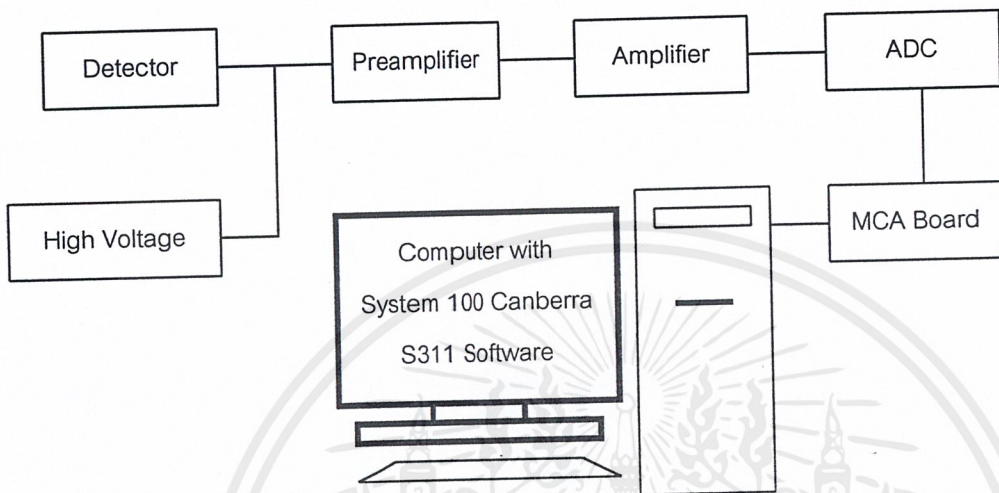 Detector
Preamplifier
Amplifier
ADC
High Voltage
MCA Board
Computer with
System 100 Canberra
S311 Software